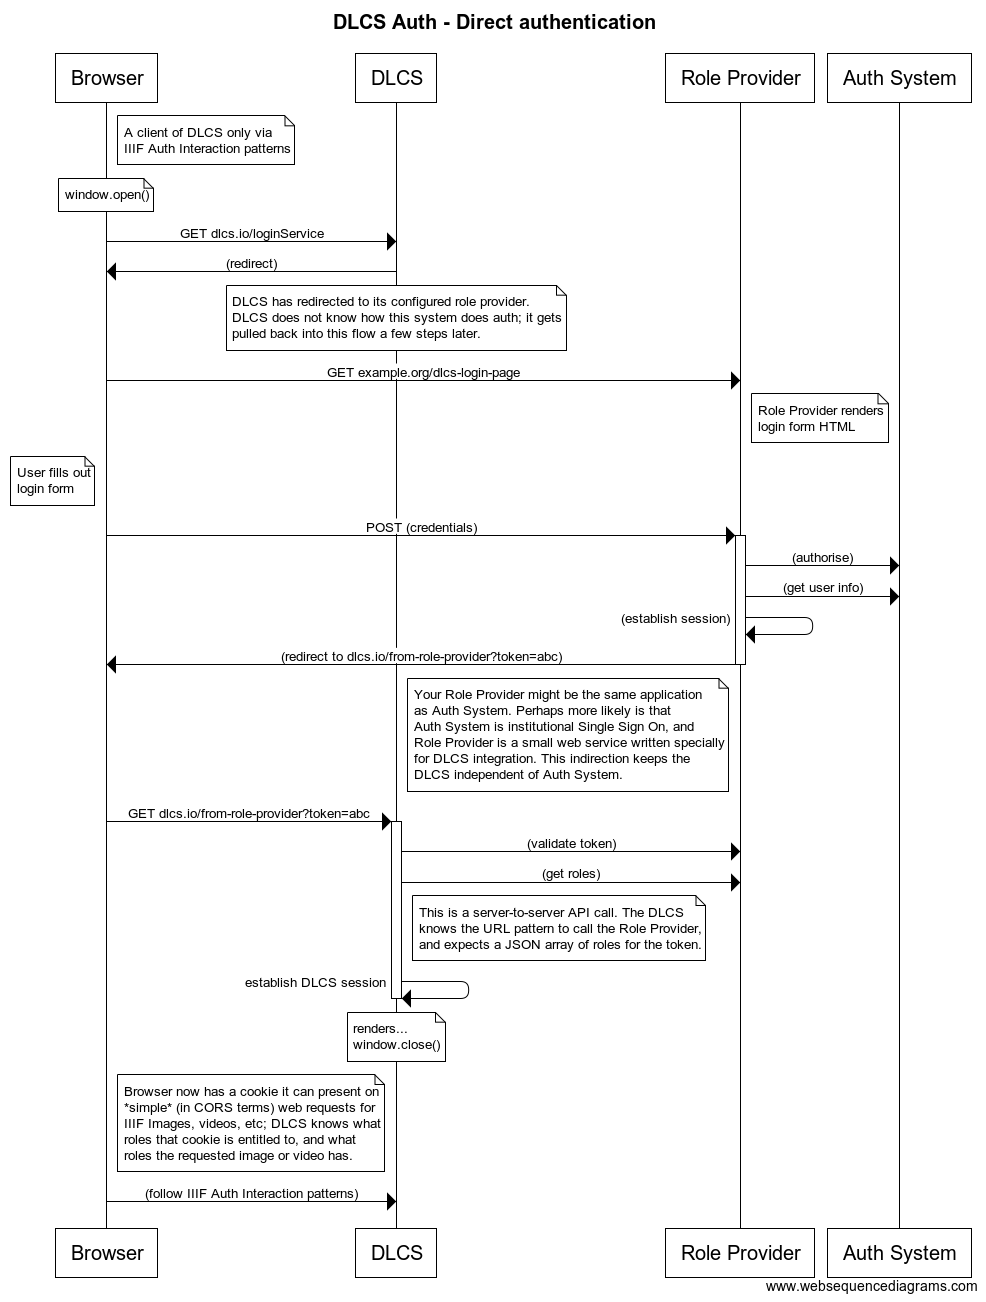 DLCS Auth - Direct authentication
Browser
DLCS
Role Provider
Auth System
A client of DLCS only via
IIIF Auth Interaction patterns
window.open()
GET dlcs.io/loginService
(redirect)
DLCS has redirected to its configured role provider.
DLCS does not know how this system does auth; it gets
pulled back into this flow a few steps later.
GET example.org/dlcs-login-page
Role Provider renders
login form HTML
User fills out
login form
POST (credentials)
(authorise)
(get user info)
(establish session)
(redirect to dlcs.io/from-role-provider?token=abc)
Your Role Provider might be the same application
as Auth System. Perhaps more likely is that
Auth System is institutional Single Sign On, and
Role Provider is a small web service written specially
for DLCS integration. This indirection keeps the
DLCS independent of Auth System.
GET dlcs.io/from-role-provider?token=abc
(validate token)
(get roles)
This is a server-to-server API call. The DLCS
knows the URL pattern to call the Role Provider,
and expects a JSON array of roles for the token.
establish DLCS session
renders...
window.close()
Browser now has a cookie it can present on
*simple* (in CORS terms) web requests for
IIIF Images, videos, etc; DLCS knows what
roles that cookie is entitled to, and what
roles the requested image or video has.
(follow IIIF Auth Interaction patterns)
Browser
DLCS
Role Provider
Auth System
www.websequencediagrams.com